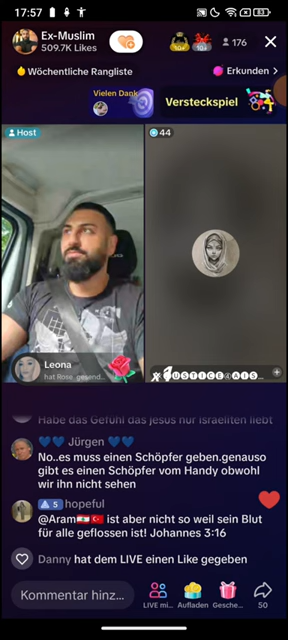 17:57
83
Ex-Muslim
509.7K Likes
10+
10+
176
Wöchentliche Rangliste
Erkunden >
Vielen Dank
Versteckspiel
Host
44
Leona
hat Rose gesend...
USTICE④AIS...
Habe das Gefühl das jesus nur Israeliten liebt
💙💙 Jürgen 💙💙
No..es muss einen Schöpfer geben.genauso
gibt es einen Schöpfer vom Handy obwohl
wir ihn nicht sehen
5 hopeful
@Aram🇱🇧🇹🇷 ist aber nicht so weil sein Blut
für alle geflossen ist! Johannes 3:16
Danny hat dem LIVE einen Like gegeben
Kommentar hinz...
LIVE mi...
Aufladen
Gesche...
50